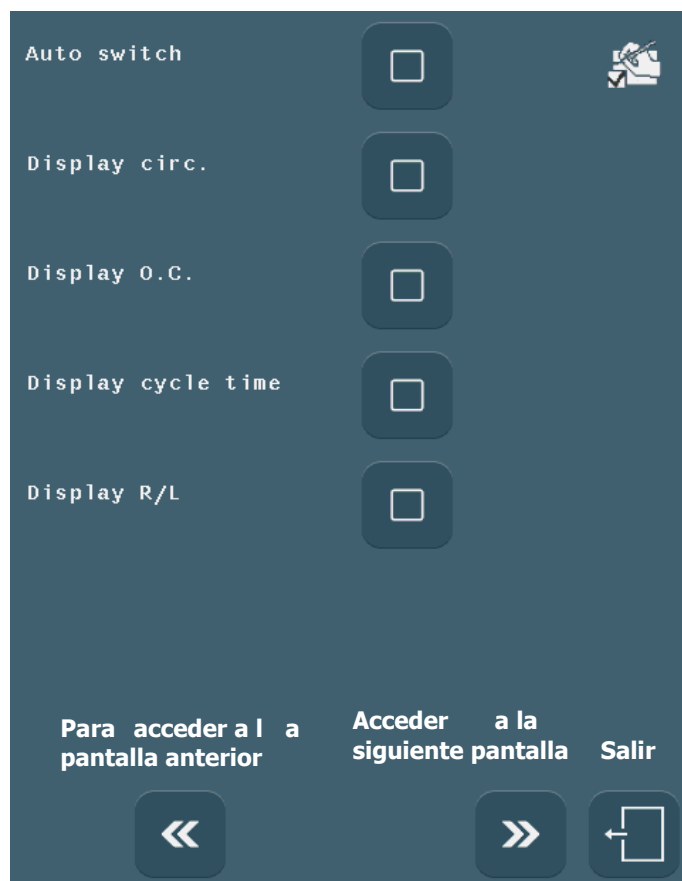 Auto switch
Display circ.
Display O.C.
Display cycle time
Display R/L
Para acceder a l a
pantalla anterior
Acceder a la
siguiente pantalla
Salir